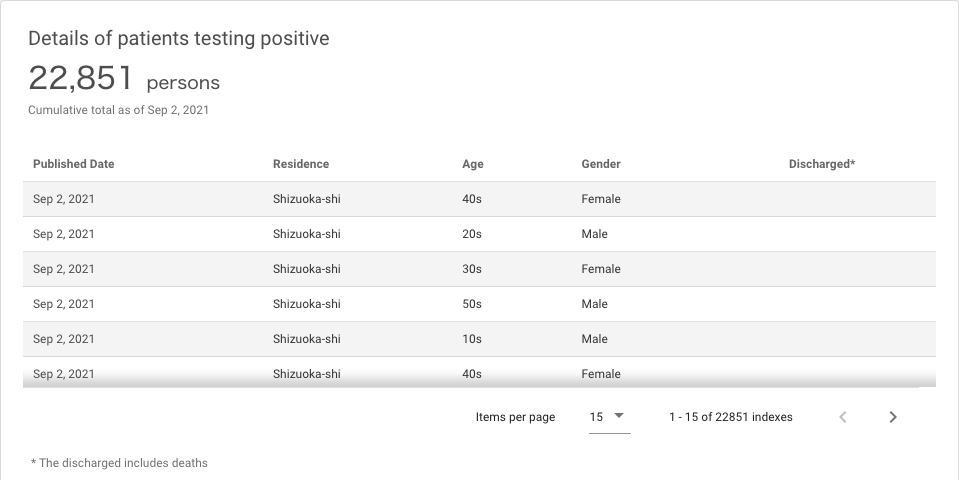 Details of patients testing positive
22,851 persons
Cumulative total as of Sep 2, 2021
Published Date Residence Age Gender Discharged*
Sep 2, 2021 Shizuoka-shi 40s Female
Sep 2, 2021 Shizuoka-shi 20s Male
Sep 2, 2021 Shizuoka-shi 30s Female
Sep 2, 2021 Shizuoka-shi 50s Male
Sep 2, 2021 Shizuoka-shi 10s Male
Sep 2, 2021 Shizuoka-shi 40s Female
Items per page 15 1 - 15 of 22851 indexes
* The discharged includes deaths